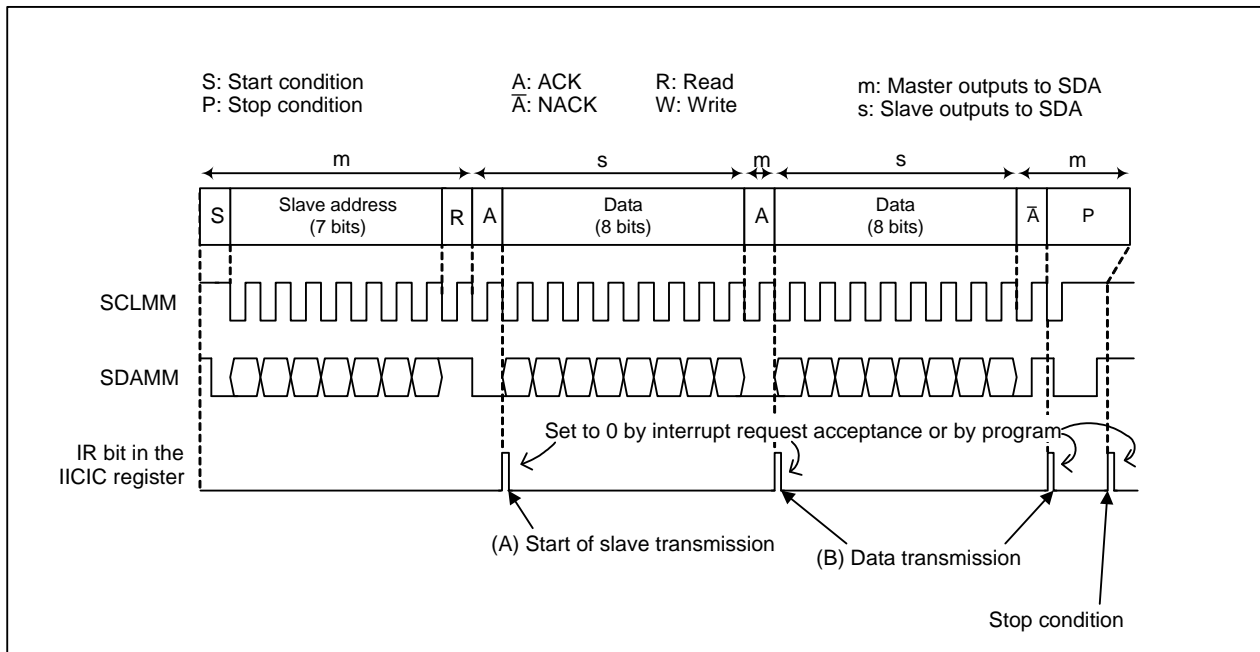 S: Start condition
A: ACK
R: Read
m: Master outputs to SDA
P: Stop condition
A̅: NACK
W: Write
s: Slave outputs to SDA
m
s
m
s
m
S
Slave address
(7 bits)
R
A
Data
(8 bits)
A
Data
(8 bits)
A̅
P
SCLMM
SDAMM
Set to 0 by interrupt request acceptance or by program
IR bit in the
IICIC register
(A) Start of slave transmission
(B) Data transmission
Stop condition